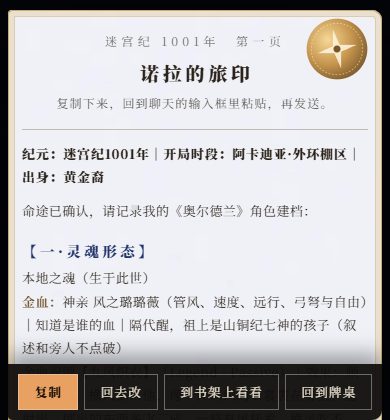 迷宫纪 1001年 第一页
诺拉的旅印
复制下来，回到聊天的输入框里粘贴，再发送。
纪元：迷宫纪1001年｜开局时段：阿卡迪亚·外环棚区｜
出身：黄金裔
命途已确认，请记录我的《奥尔德兰》角色建档：
【一·灵魂形态】
本地之魂（生于此世）
金血：神亲 风之璐璐薇（管风、速度、远行、弓弩与自由）
｜知道是谁的血｜隔代醒，祖上是山铜纪七神的孩子（叙
述和旁人不点破）
复制
回去改
到书架上看看
回到牌桌